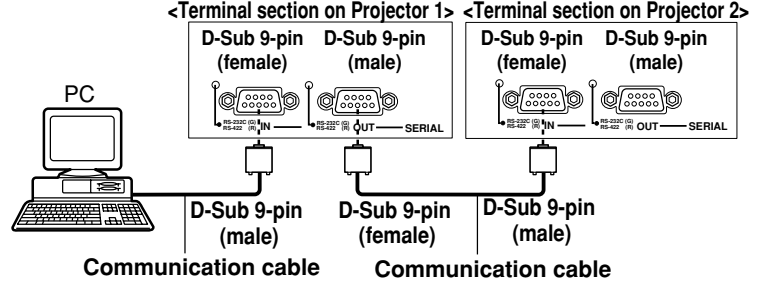 <Terminal section on Projector 1> <Terminal section on Projector 2>
D-Sub 9-pin D-Sub 9-pin D-Sub 9-pin D-Sub 9-pin
(female) (male) (female) (male)
PC
RS-232C (G) RS-232C (G) RS-232C (G) RS-232C (G)
RS-422 (R) IN RS-422 (R) OUT SERIAL RS-422 (R) IN RS-422 (R) OUT SERIAL
D-Sub 9-pin D-Sub 9-pin D-Sub 9-pin
(male) (female) (male)
Communication cable Communication cable